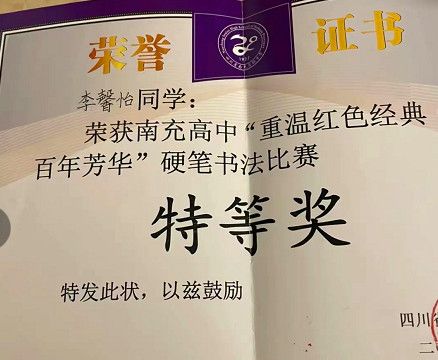 荣誉证书
李馨怡同学：
荣获南充高中“重温红色经典
百年芳华”硬笔书法比赛
特等奖
特发此状，以兹鼓励
四川省
二